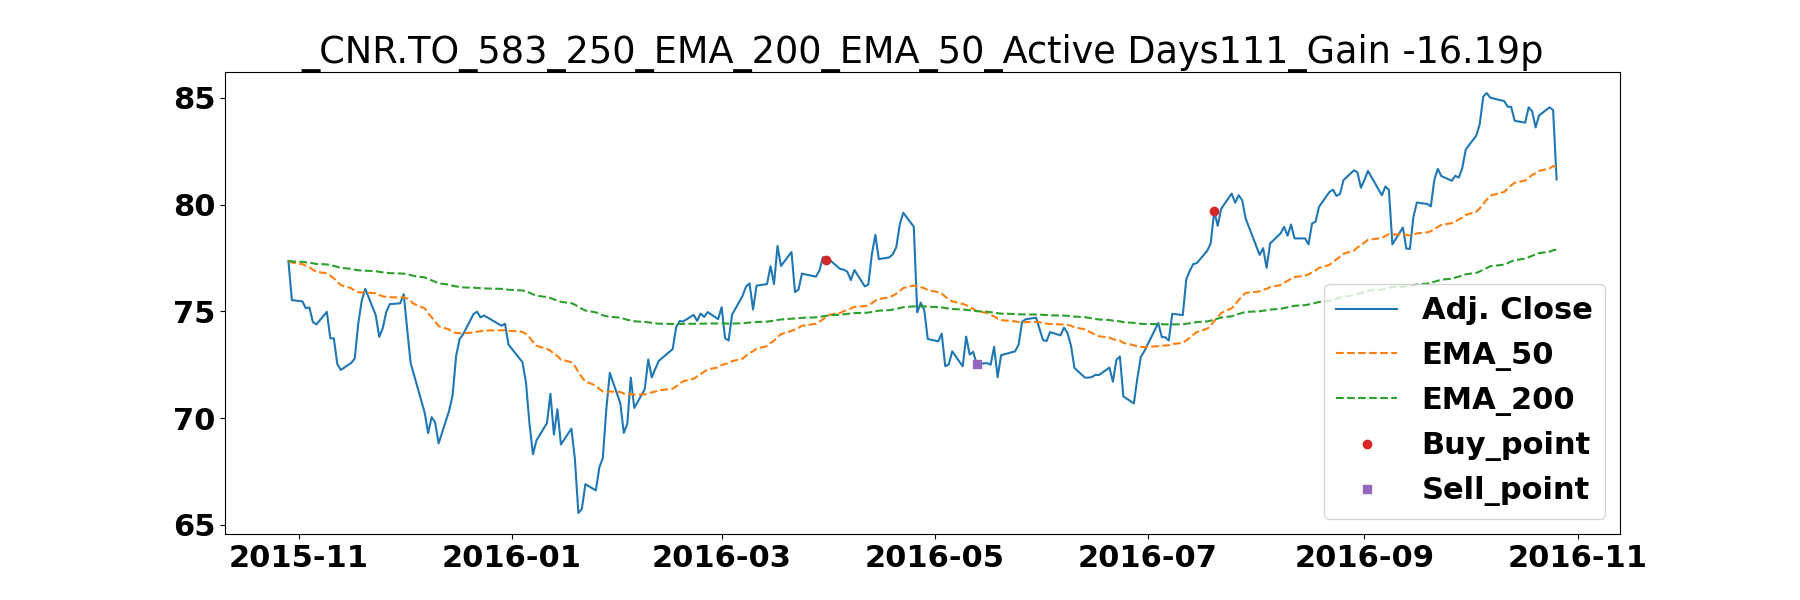 _CNR.TO_583_250_EMA_200_EMA_50_Active Days111_Gain -16.19p
85
80
75
70
65
2015-11 2016-01 2016-03 2016-05 2016-07 2016-09 2016-11
Adj. Close
EMA_50
EMA_200
Buy_point
Sell_point